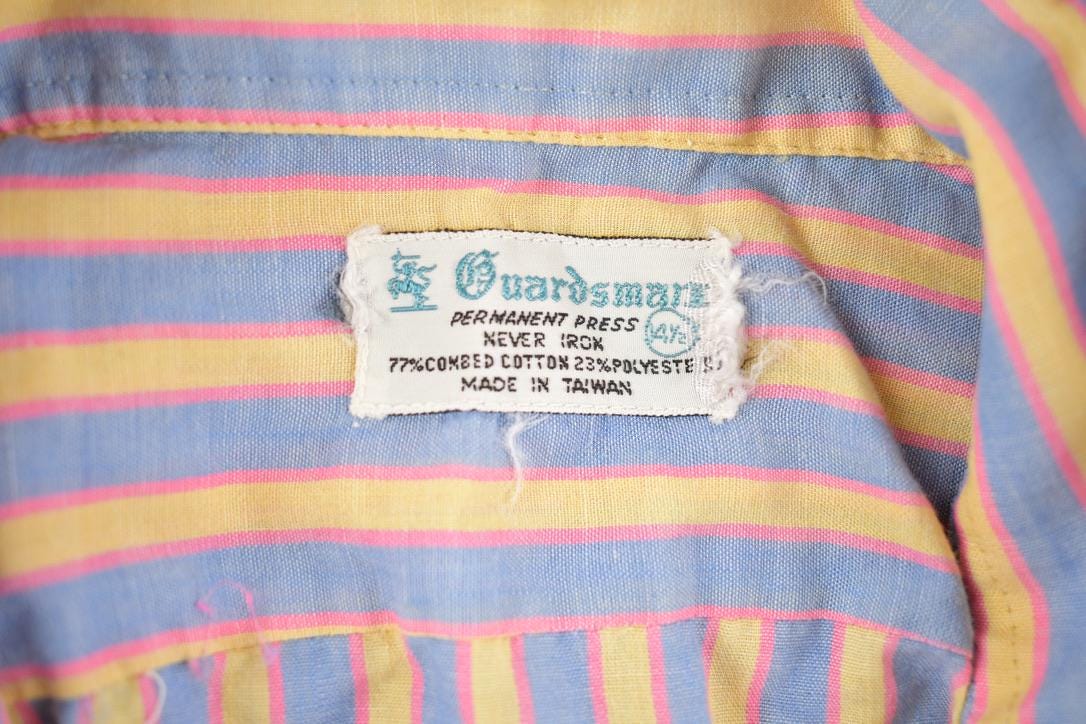 Guardsman
PERMANENT PRESS
14½
NEVER IRON
77% COMBED COTTON 23% POLYESTER
MADE IN TAIWAN